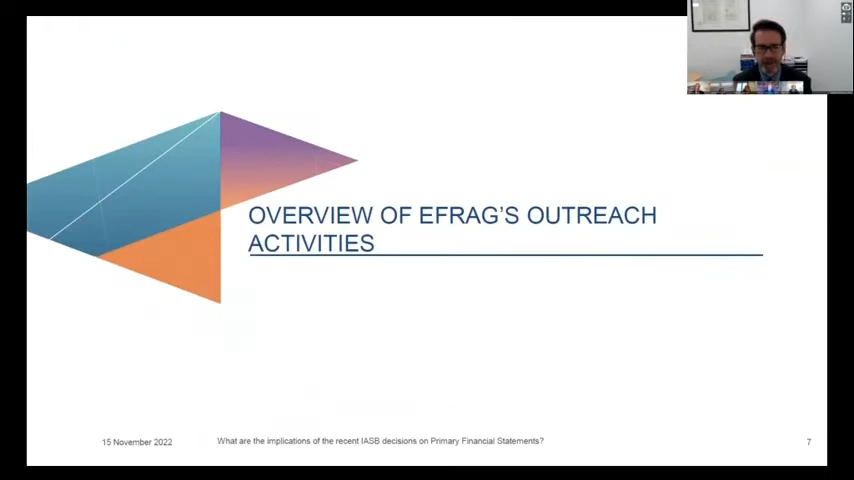 OVERVIEW OF EFRAG'S OUTREACH
ACTIVITIES
15 November 2022
What are the implications of the recent IASB decisions on Primary Financial Statements?
7